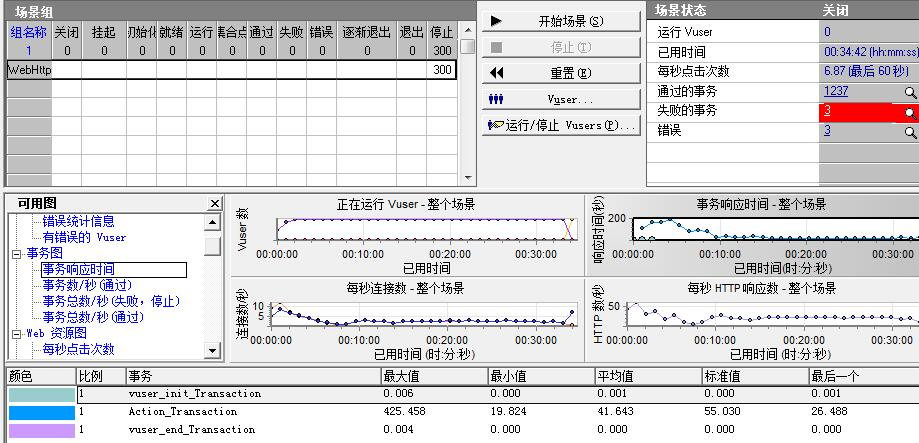 场景组
组名称 关闭 挂起 初始化 就绪 运行 集合点 通过 失败 错误 逐渐退出 退出 停止
1 0 0 0 0 0 0 0 0 0 0 0 300
WebHttp 300
开始场景(S)
停止(T)
重置(E)
Vuser...
运行/停止 Vusers(P)...
场景状态 关闭
运行 Vuser 0
已用时间 00:34:42 (hh:mm:ss)
每秒点击次数 6.87 (最后 60秒)
通过的事务 1237
失败的事务 3
错误 3
可用图
错误统计信息
有错误的 Vuser
事务图
事务响应时间
事务数/秒(通过)
事务总数/秒(失败, 停止)
事务总数/秒(通过)
Web 资源图
每秒点击次数
正在运行 Vuser - 整个场景
Vuser 数
00:00:00 00:10:00 00:20:00 00:30:00
已用时间
事务响应时间 - 整个场景
响应时间(秒)
200
0
00:00:00 00:10:00 00:20:00 00:30:00
已用时间 (时:分:秒)
每秒连接数 - 整个场景
连接数/秒
10
5
00:00:00 00:10:00 00:20:00 00:30:00
已用时间 (时:分:秒)
每秒 HTTP 响应数 - 整个场景
HTTP 数/秒
50
00:00:00 00:10:00 00:20:00 00:30:00
已用时间 (时:分:秒)
颜色 比例 事务 最大值 最小值 平均值 标准值 最后一个
1 vuser_init_Transaction 0.006 0.000 0.001 0.000 0.001
1 Action_Transaction 425.458 19.824 41.643 55.030 26.488
1 vuser_end_Transaction 0.004 0.000 0.000 0.000 0.000